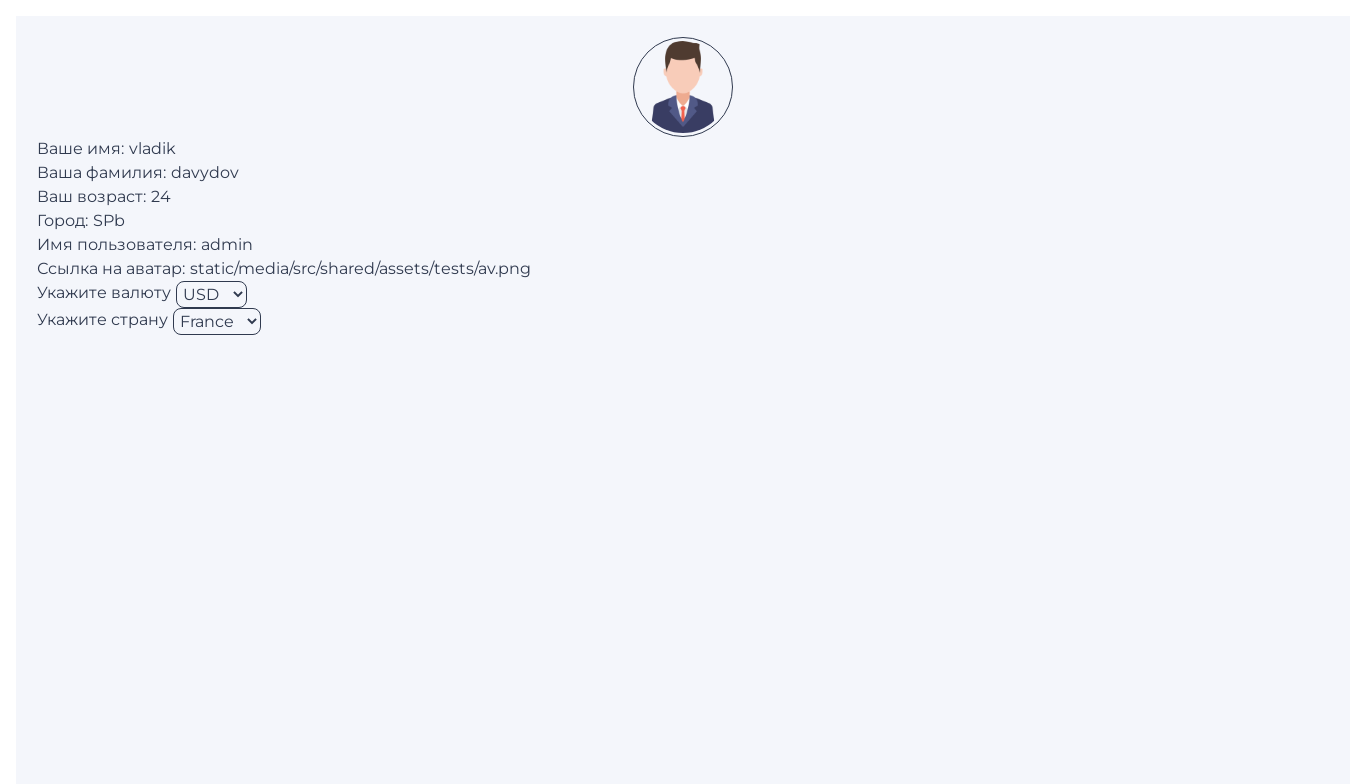 Ваше имя: vladik
Ваша фамилия: davydov
Ваш возраст: 24
Город: SPb
Имя пользователя: admin
Ссылка на аватар: static/media/src/shared/assets/tests/av.png
Укажите валюту USD
Укажите страну France